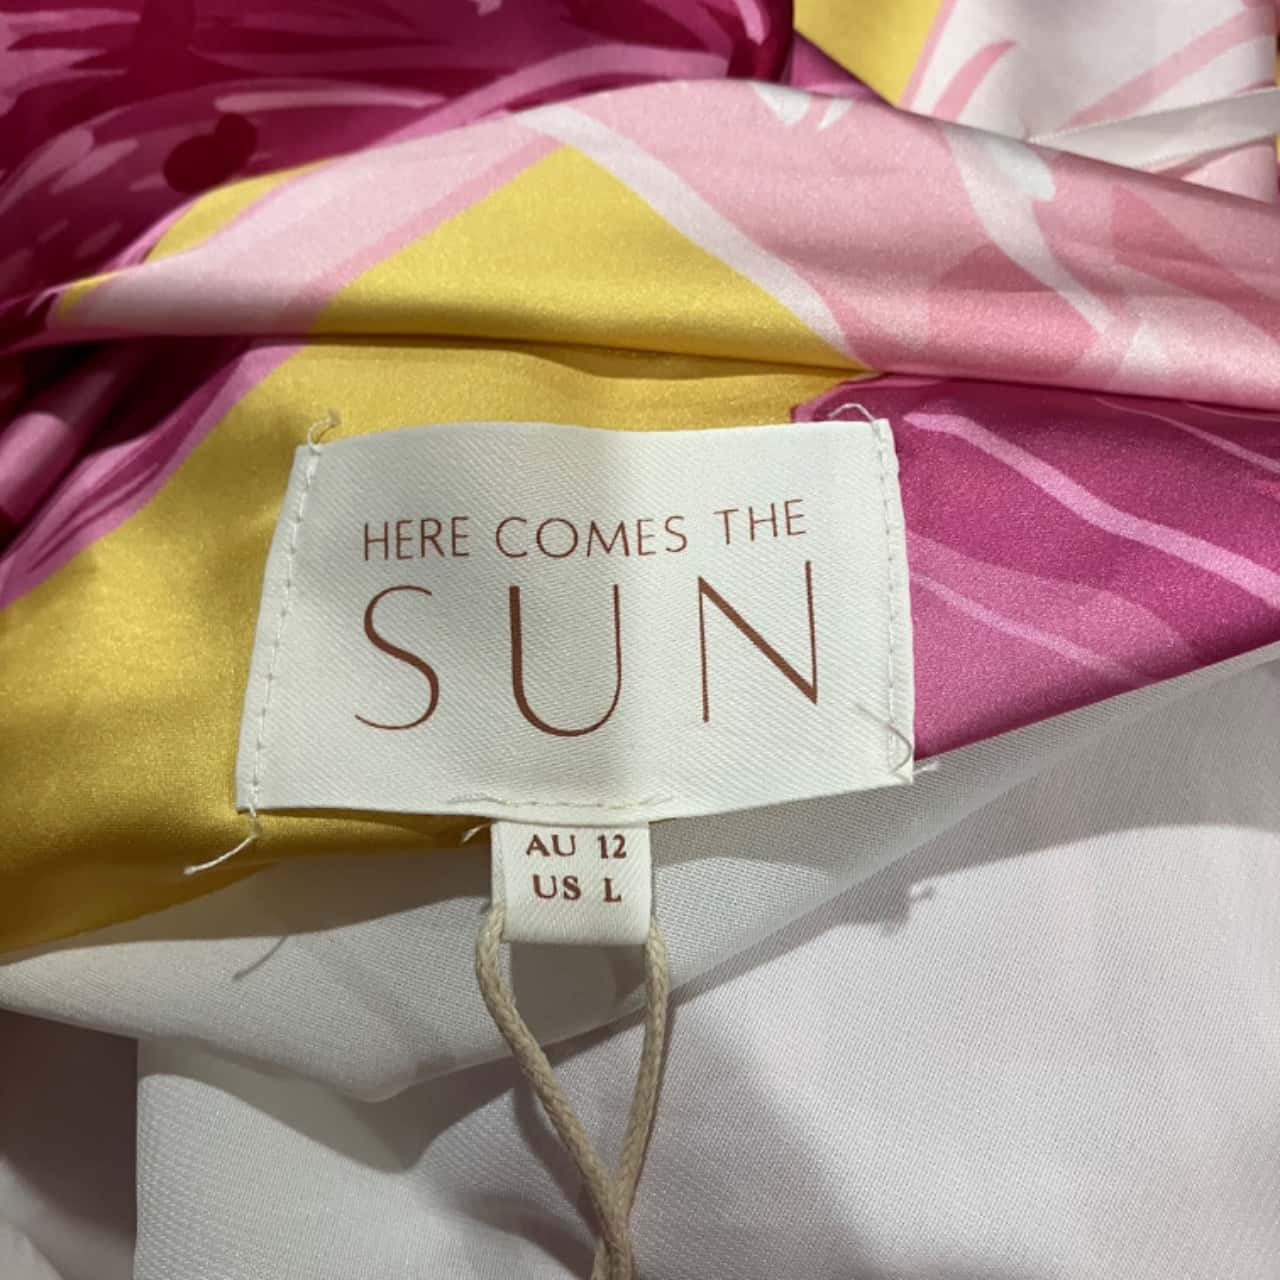 HERE COMES THE
SUN
AU 12
US L